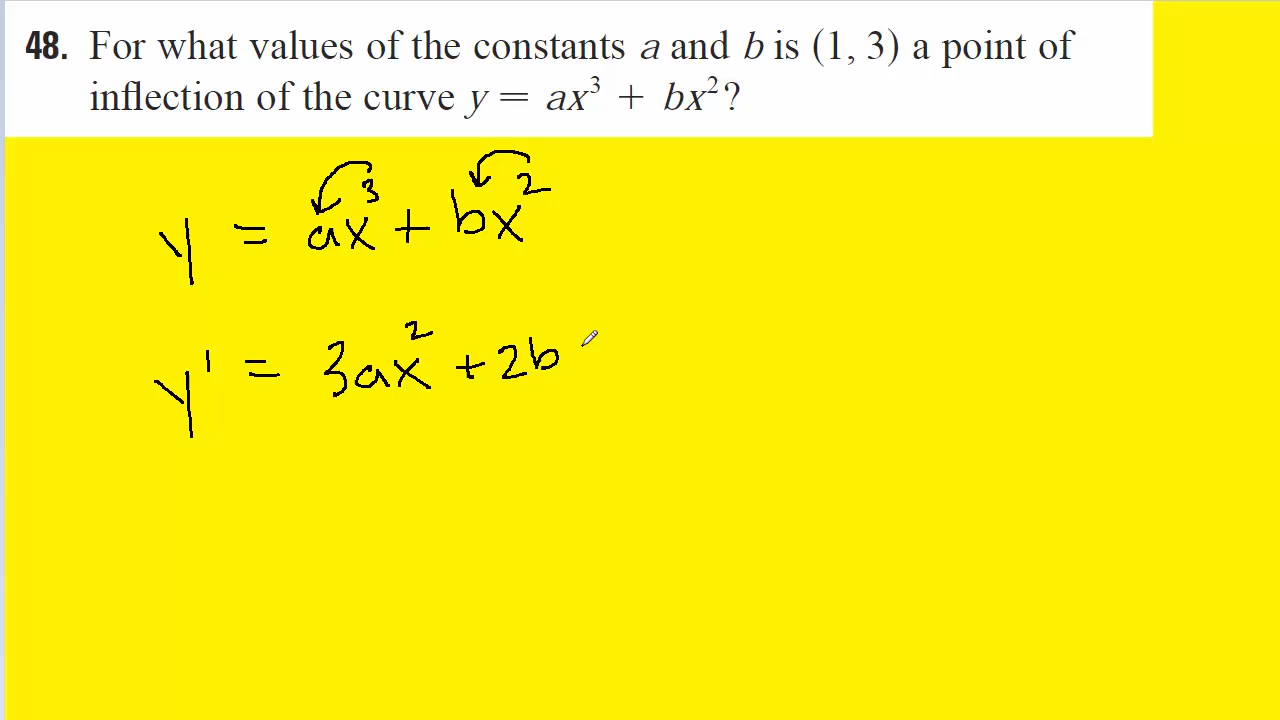 48. For what values of the constants a and b is (1, 3) a point of
inflection of the curve y = ax³ + bx²?
y = ax³ + bx²
y' = 3ax² + 2b